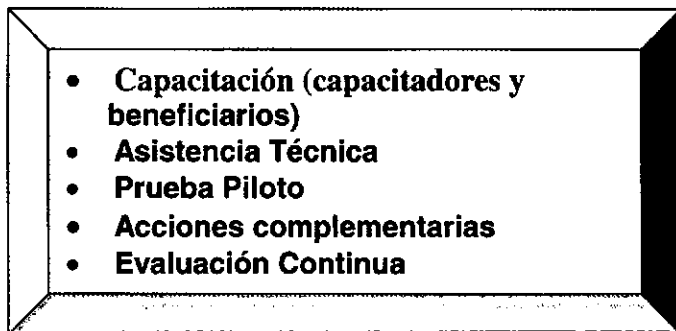 • Capacitación (capacitadores y
beneficiarios)
• Asistencia Técnica
• Prueba Piloto
• Acciones complementarias
• Evaluación Continua